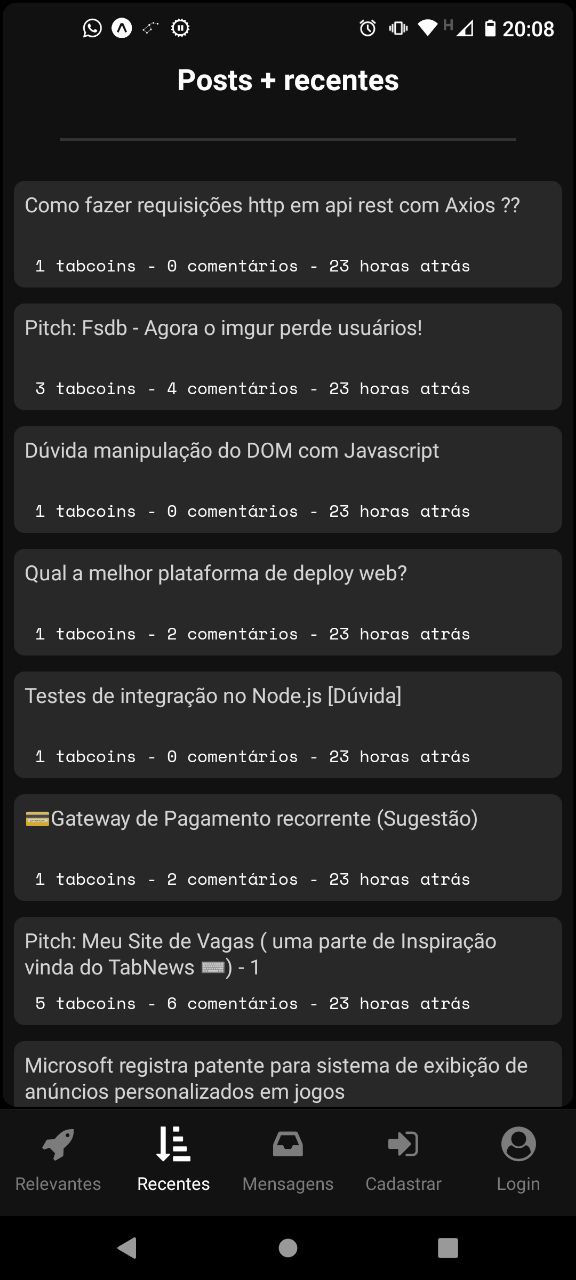 H 20:08
Posts + recentes
Como fazer requisições http em api rest com Axios ??
1 tabcoins - 0 comentários - 23 horas atrás
Pitch: Fsdb - Agora o imgur perde usuários!
3 tabcoins - 4 comentários - 23 horas atrás
Dúvida manipulação do DOM com Javascript
1 tabcoins - 0 comentários - 23 horas atrás
Qual a melhor plataforma de deploy web?
1 tabcoins - 2 comentários - 23 horas atrás
Testes de integração no Node.js [Dúvida]
1 tabcoins - 0 comentários - 23 horas atrás
💳Gateway de Pagamento recorrente (Sugestão)
1 tabcoins - 2 comentários - 23 horas atrás
Pitch: Meu Site de Vagas ( uma parte de Inspiração
vinda do TabNews ⌨️) - 1
5 tabcoins - 6 comentários - 23 horas atrás
Microsoft registra patente para sistema de exibição de
anúncios personalizados em jogos
Relevantes Recentes Mensagens Cadastrar Login